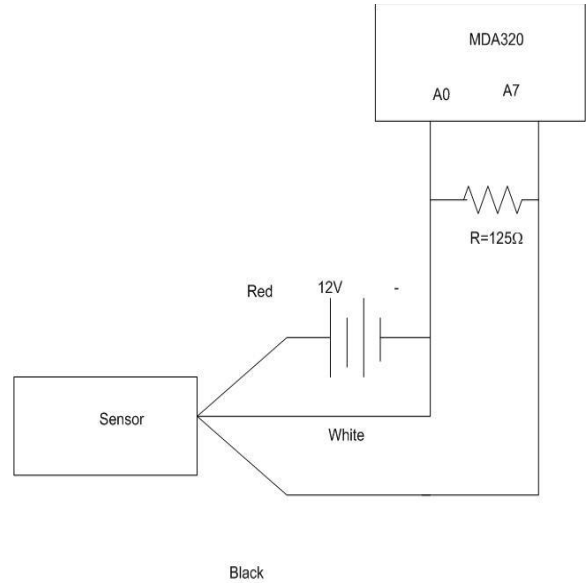 MDA320
A0
A7
R=125Ω
Red
12V
-
Sensor
White
Black